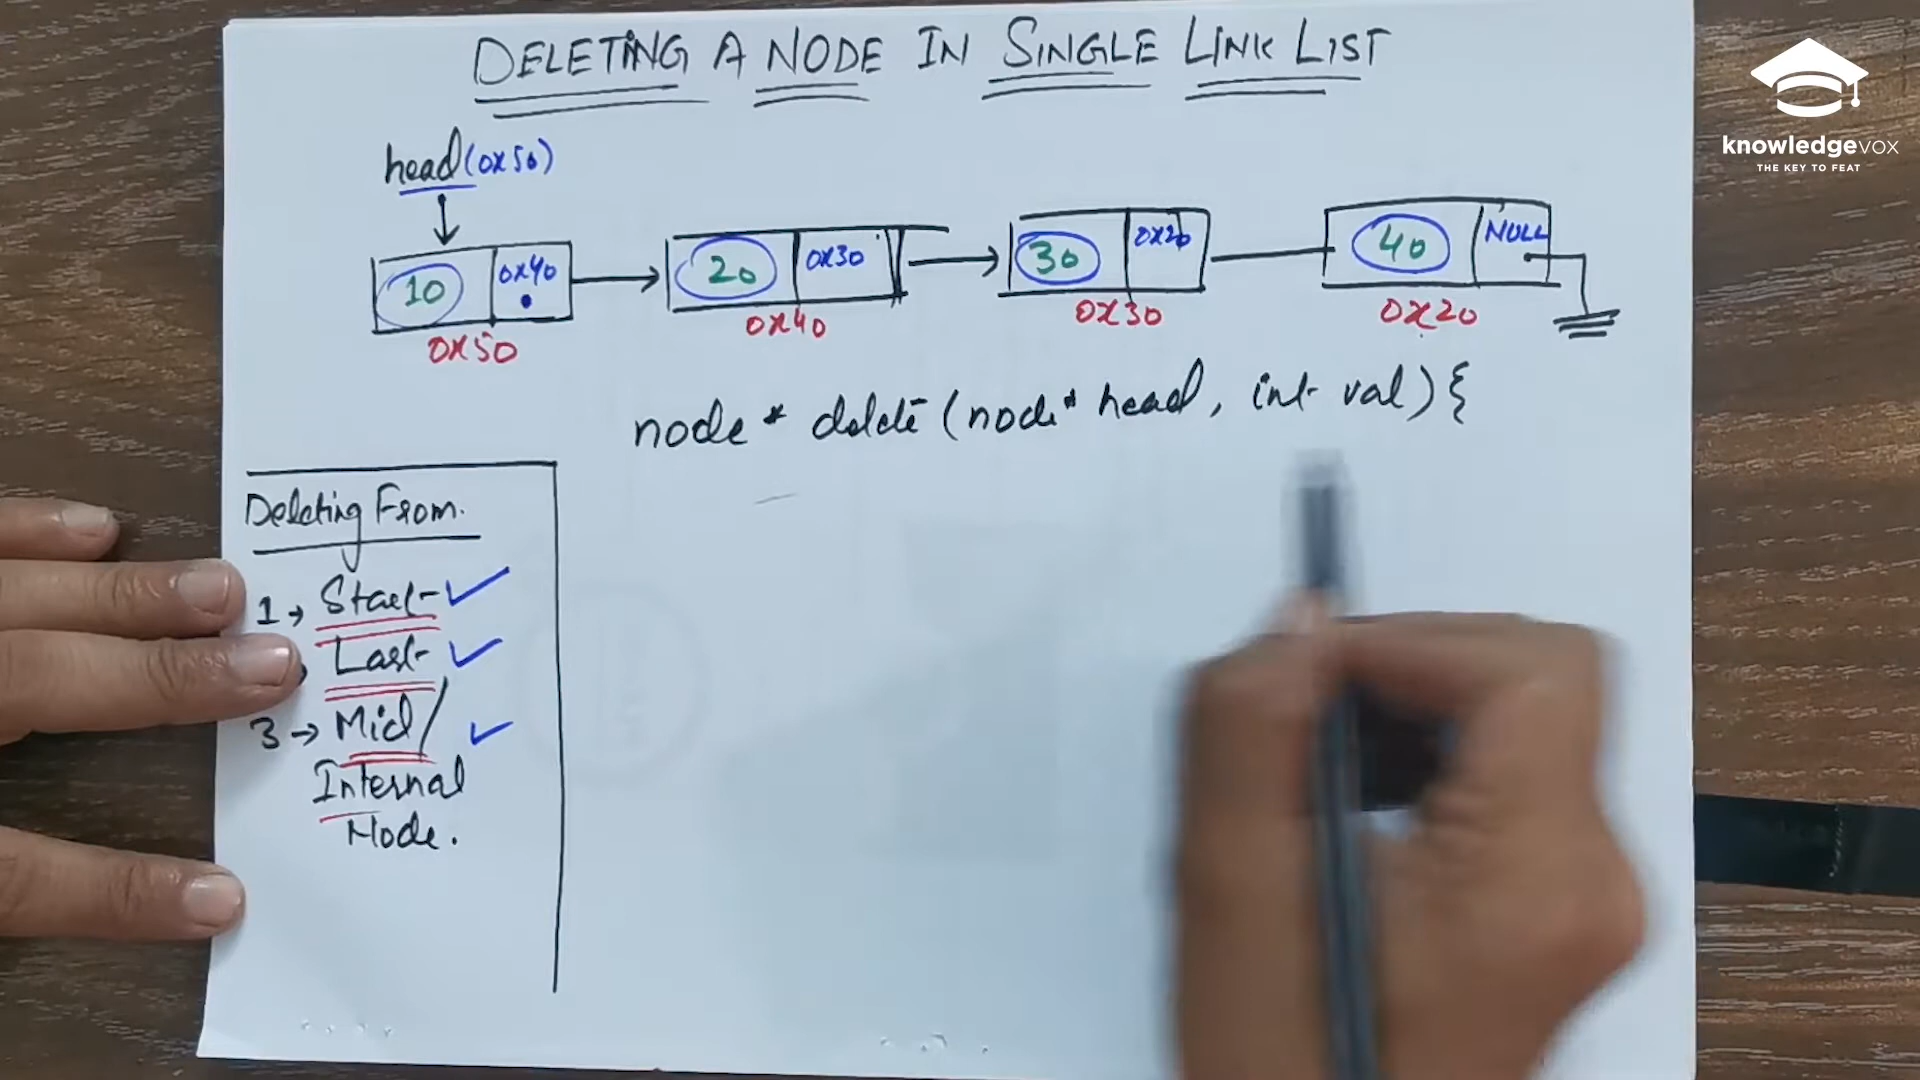 DELETING A NODE IN SINGLE LINK LIST
knowledgevox
THE KEY TO FEAT
head (0x50)
10 0x40
20 0x30
30 0x20
40 NULL
0x50
0x40
0x30
0x20
node * delete (node* head, int val) {
Deleting From.
1 → Start
Last
3 → Mid/
Internal
Node.